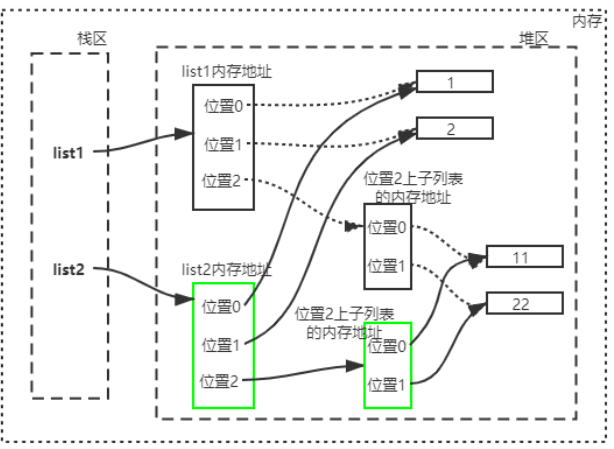 内存
栈区
堆区
list1内存地址
位置0
1
位置1
2
list1
位置2
位置2上子列表
的内存地址
位置0
位置1
11
list2
list2内存地址
22
位置0
位置2上子列表
的内存地址
位置1
位置0
位置2
位置1